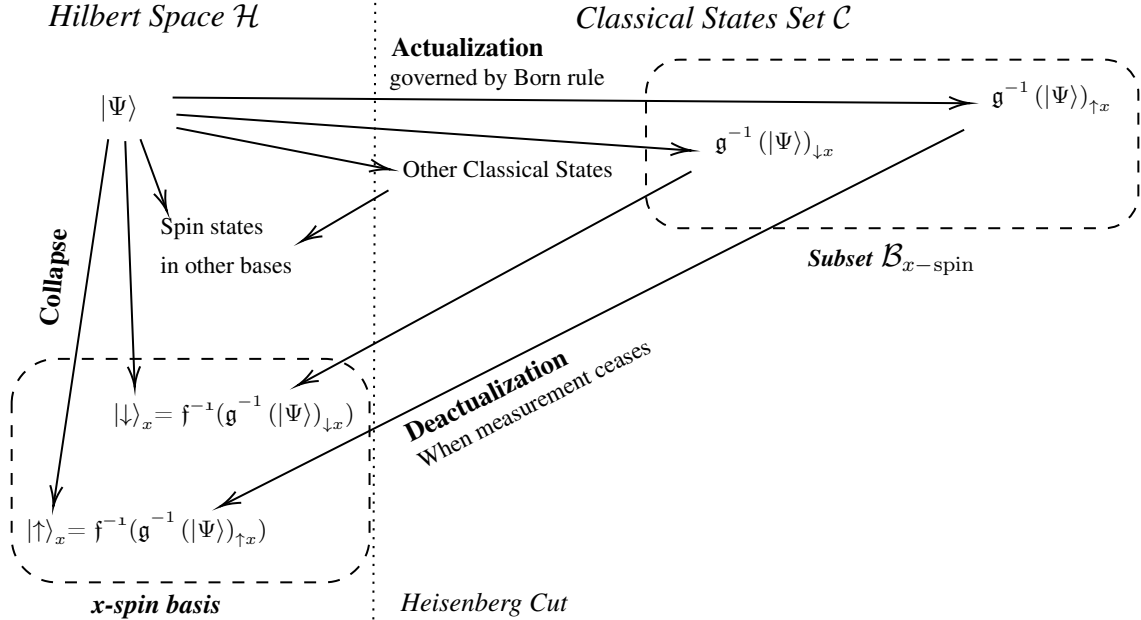 Hilbert Space ℋ
Classical States Set 𝒞
Actualization
governed by Born rule
|Ψ⟩
𝔤⁻¹ (|Ψ⟩)↑x
𝔤⁻¹ (|Ψ⟩)↓x
Other Classical States
Spin states
in other bases
Subset ℬx−spin
Collapse
Deactualization
When measurement ceases
|↓⟩x= 𝔣⁻¹(𝔤⁻¹ (|Ψ⟩)↓x)
|↑⟩x= 𝔣⁻¹(𝔤⁻¹ (|Ψ⟩)↑x)
x-spin basis
Heisenberg Cut